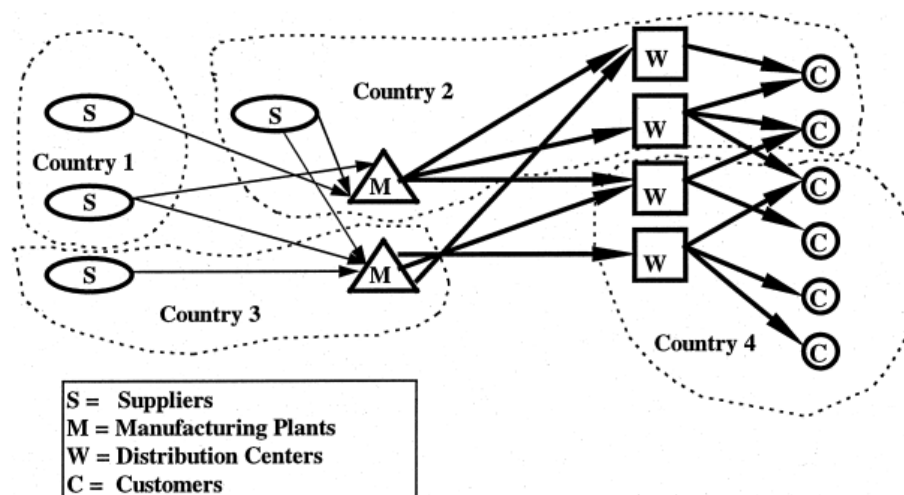 W
C
S
S
Country 2
W
C
Country 1
M
W
C
S
C
S
M
W
C
Country 3
Country 4
C
S = Suppliers
M = Manufacturing Plants
W = Distribution Centers
C = Customers